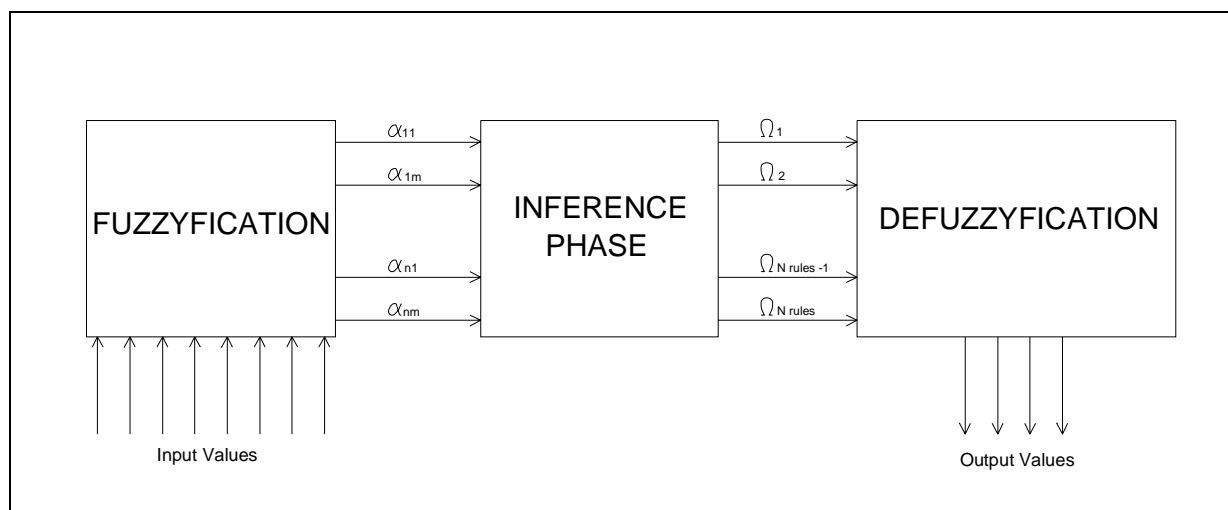 α11
α1m
FUZZYFICATION
αn1
αnm
Input Values
INFERENCE
PHASE
Ω1
Ω2
ΩN rules -1
ΩN rules
DEFUZZYFICATION
Output Values